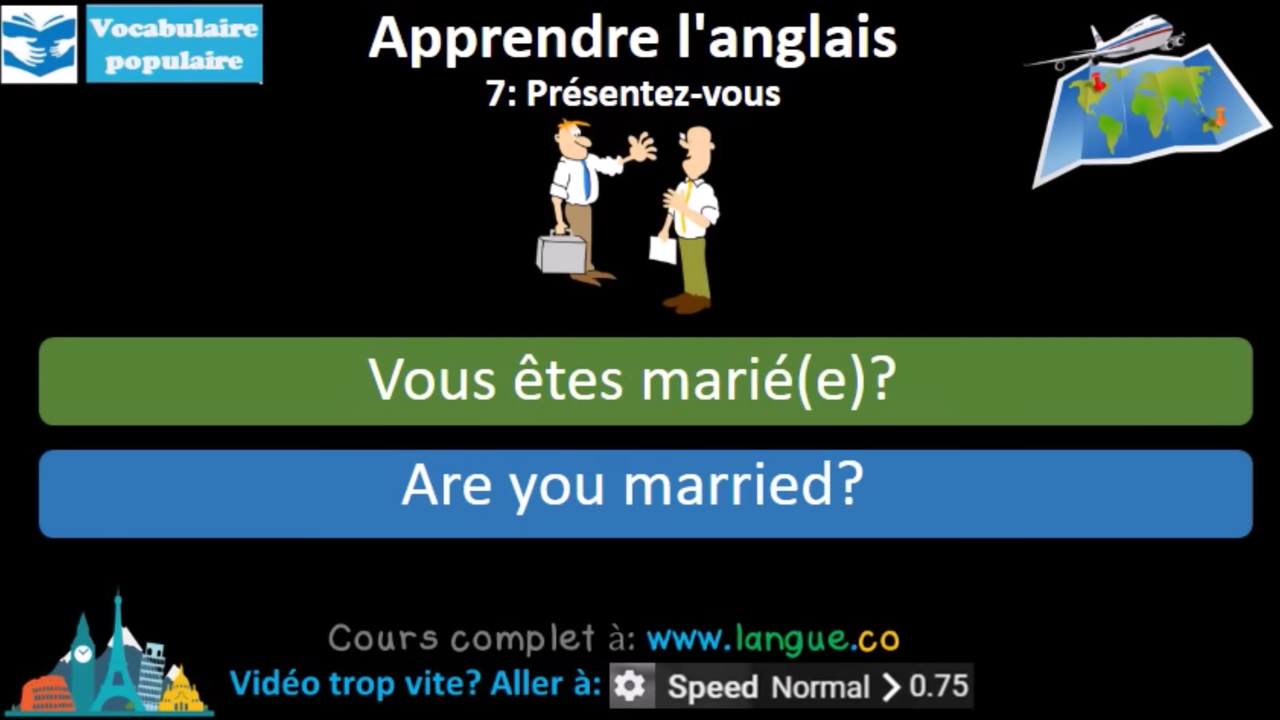 Vocabulaire
populaire
Apprendre l'anglais
7: Présentez-vous
Vous êtes marié(e)?
Are you married?
Cours complet à: www.langue.co
Vidéo trop vite? Aller à: Speed Normal > 0.75